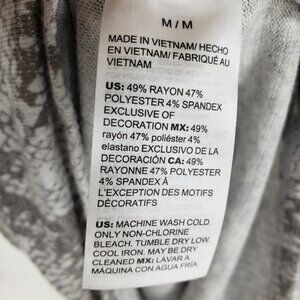 M / M
MADE IN VIETNAM/ HECHO
EN VIETNAM/ FABRIQUÉ AU
VIETNAM
US: 49% RAYON 47%
POLYESTER 4% SPANDEX
EXCLUSIVE OF
DECORATION MX: 49%
rayón 47% poliéster 4%
elastano EXCLUSIVO DE LA
DECORACIÓN CA: 49%
RAYONNE 47% POLYESTER
4% SPANDEX À
L'EXCEPTION DES MOTIFS
DÉCORATIFS
US: MACHINE WASH COLD.
ONLY NON-CHLORINE
BLEACH. TUMBLE DRY LOW.
COOL IRON. MAY BE DRY
CLEANED MX: LAVAR A
MÁQUINA CON AGUA FRÍA.